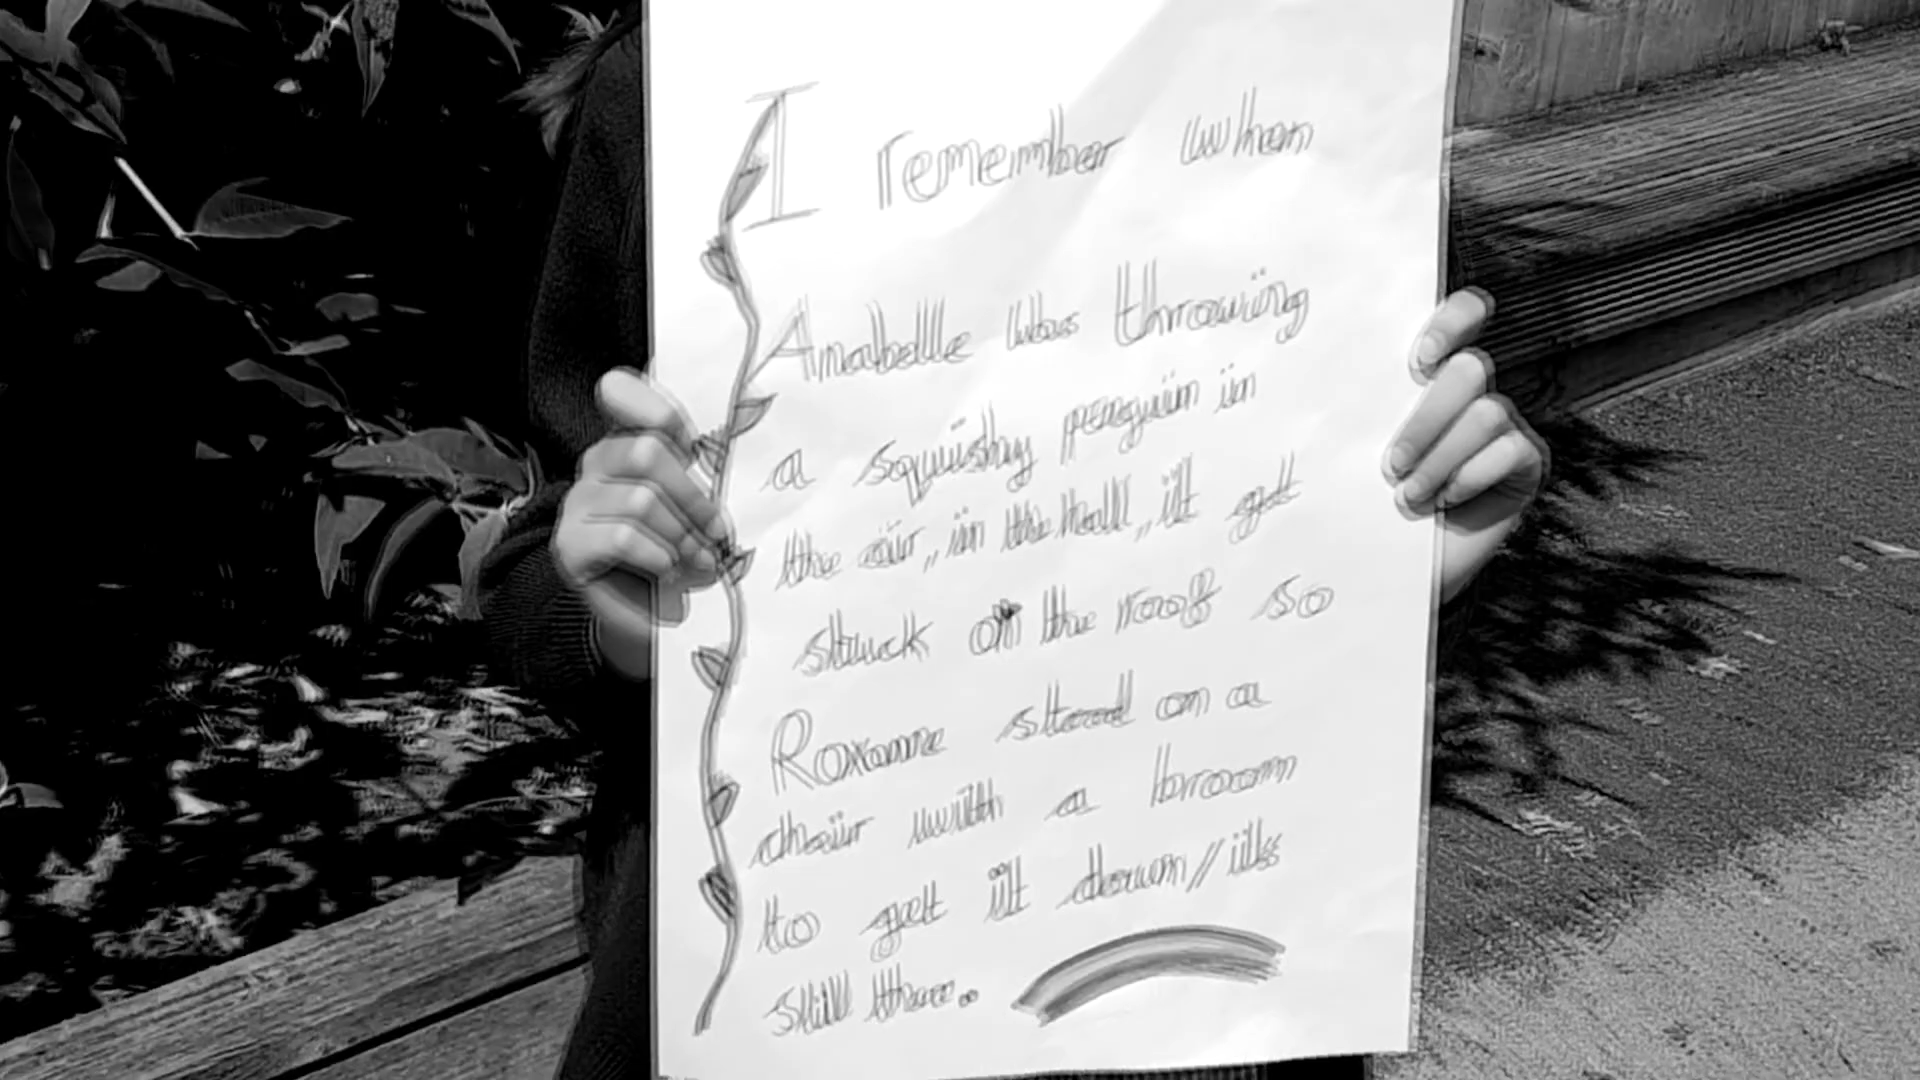 I remember when
Anabelle was throwing
a squishy penguin in
the air, in the hall, it got
stuck on the roof so
Roxanne stood on a
chair with a broom
to get it down, its
still there.